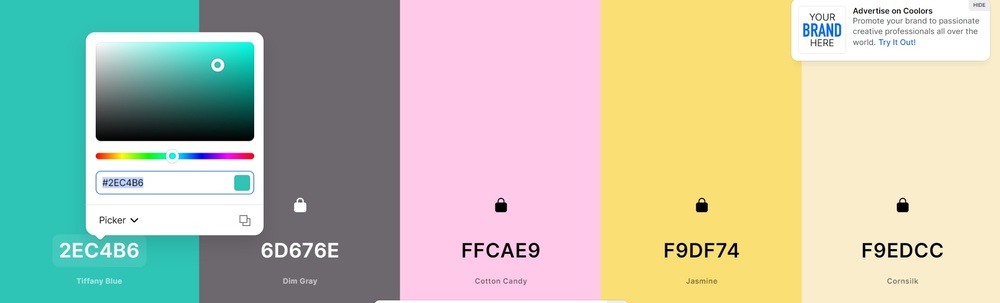 HIDE
YOUR
BRAND
HERE
Advertise on Coolors
Promote your brand to passionate
creative professionals all over the
world. Try It Out!
#2EC4B6
Picker
2EC4B6
Tiffany Blue
6D676E
Dim Gray
FFCAE9
Cotton Candy
F9DF74
Jasmine
F9EDCC
Cornsilk